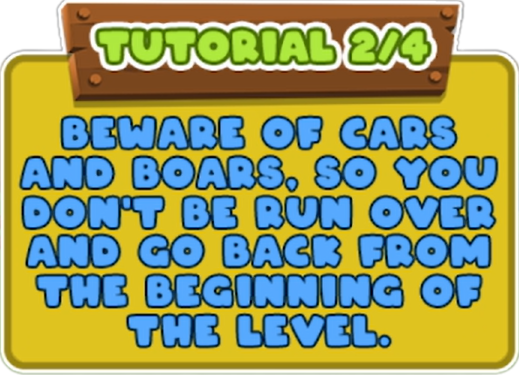 TUTORIAL 2/4
BEWARE OF CARS
AND BOARS, SO YOU
DON'T BE RUN OVER
AND GO BACK FROM
THE BEGINNING OF
THE LEVEL.